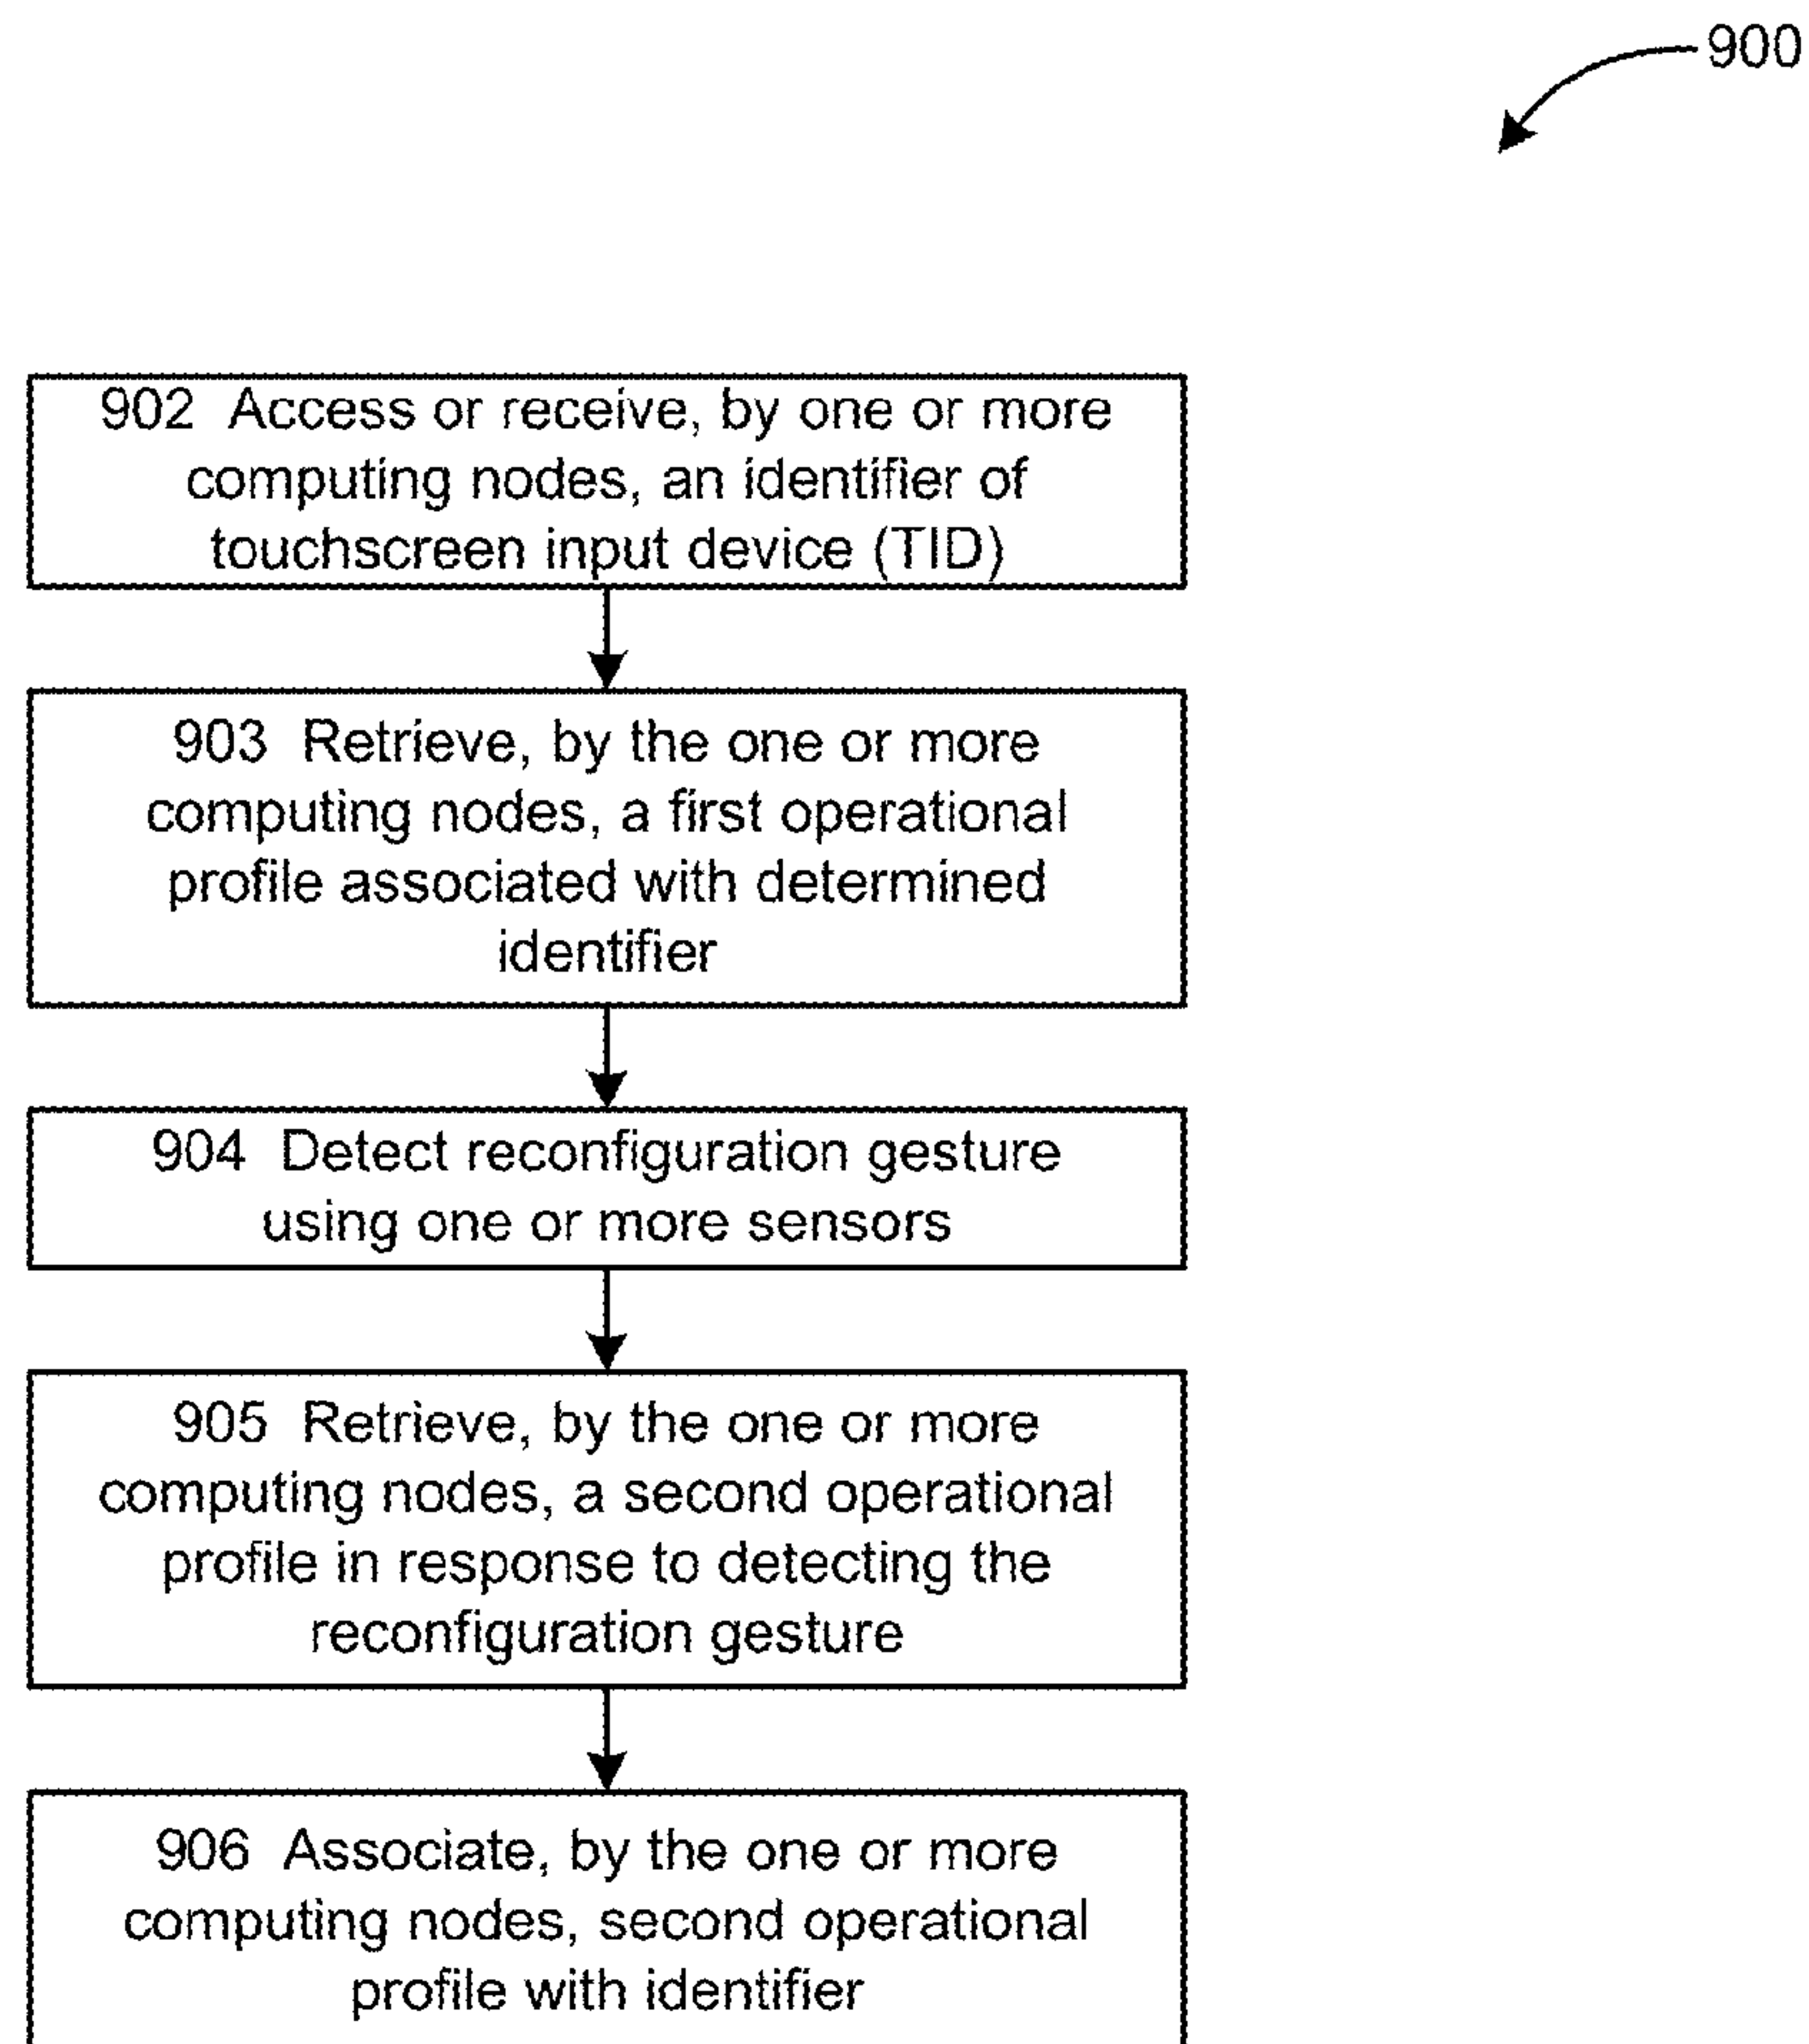 900
902 Access or receive, by one or more
computing nodes, an identifier of
touchscreen input device (TID)
903 Retrieve, by the one or more
computing nodes, a first operational
profile associated with determined
identifier
904 Detect reconfiguration gesture
using one or more sensors
905 Retrieve, by the one or more
computing nodes, a second operational
profile in response to detecting the
reconfiguration gesture
906 Associate, by the one or more
computing nodes, second operational
profile with identifier